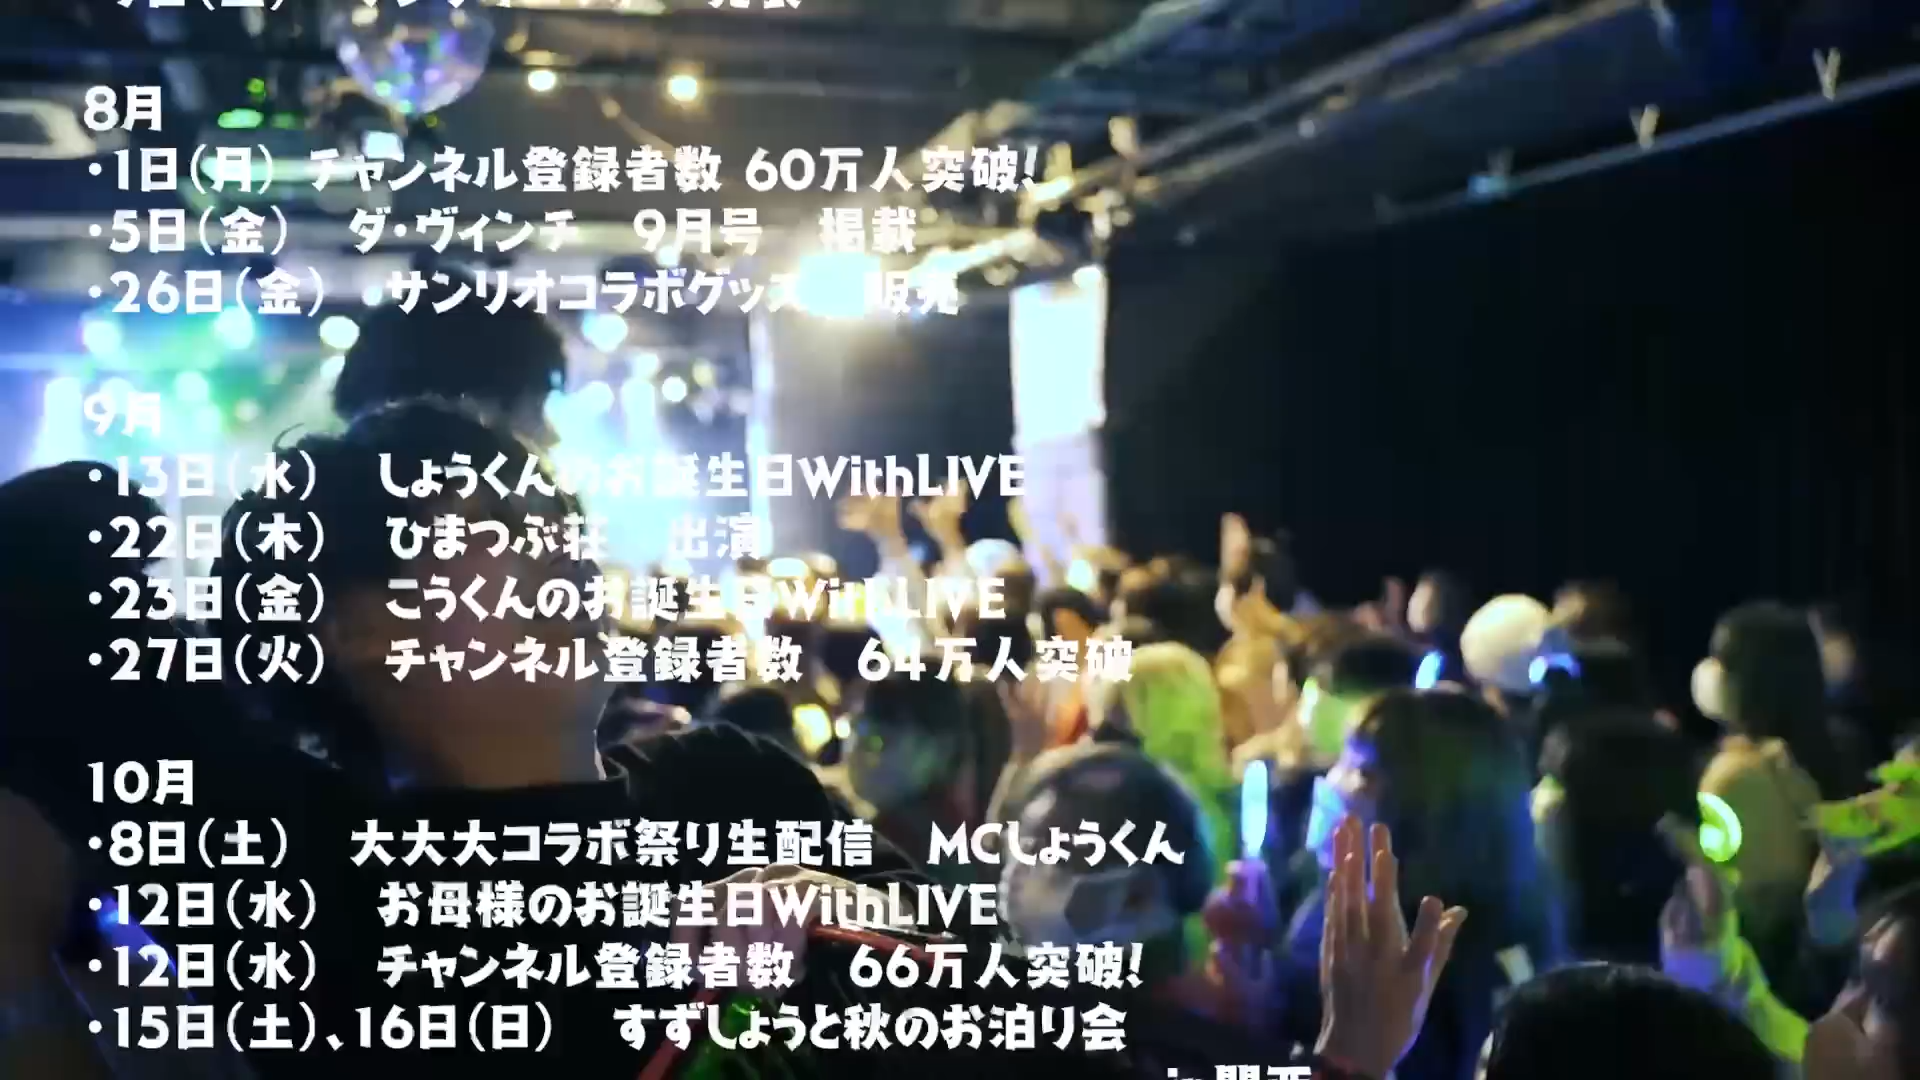 8月
・1日(月) チャンネル登録者数 60万人突破!
・5日(金) ダ・ヴィンチ 9月号 掲載
・26日(金) ・サンリオコラボグッズ 販売
9月
・13日(水) しょうくんのお誕生日WithLIVE
・22日(木) ひまつぶ荘 出演
・23日(金) こうくんのお誕生日WithLIVE
・27日(火) チャンネル登録者数 64万人突破
10月
・8日(土) 大大大コラボ祭り生配信 MCしょうくん
・12日(水) お母様のお誕生日WithLIVE
・12日(水) チャンネル登録者数 66万人突破!
・15日(土)、16日(日) すずしょうと秋のお泊り会
in関西